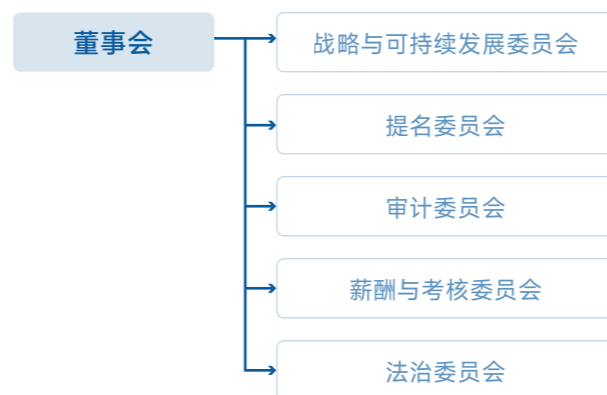 董事会
战略与可持续发展委员会
提名委员会
审计委员会
薪酬与考核委员会
法治委员会